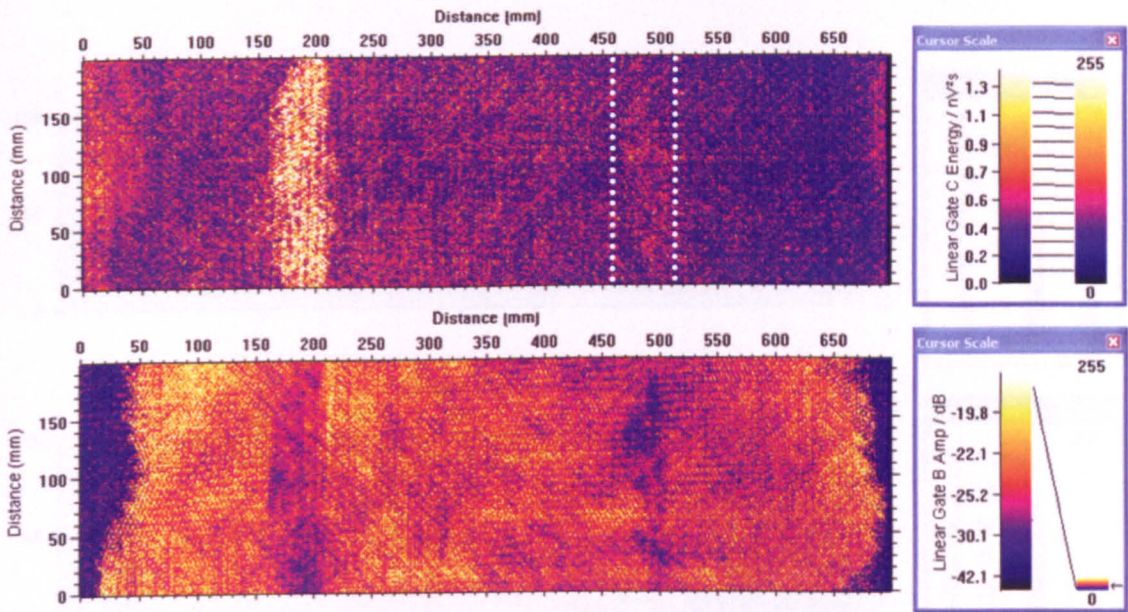 Distance [mm]
0 50 100 150 200 250 300 350 400 450 500 550 600 650
Distance (mm)
150
100
50
0
Cursor Scale
255
Linear Gate C Energy / nV²s
1.3
1.1
0.9
0.8
0.6
0.4
0.2
0.0
0
Distance [mm]
0 50 100 150 200 250 300 350 400 450 500 550 600 650
Distance (mm)
150
100
50
0
Cursor Scale
255
Linear Gate B Amp / dB
-19.8
-22.1
-25.2
-30.1
-42.1
0